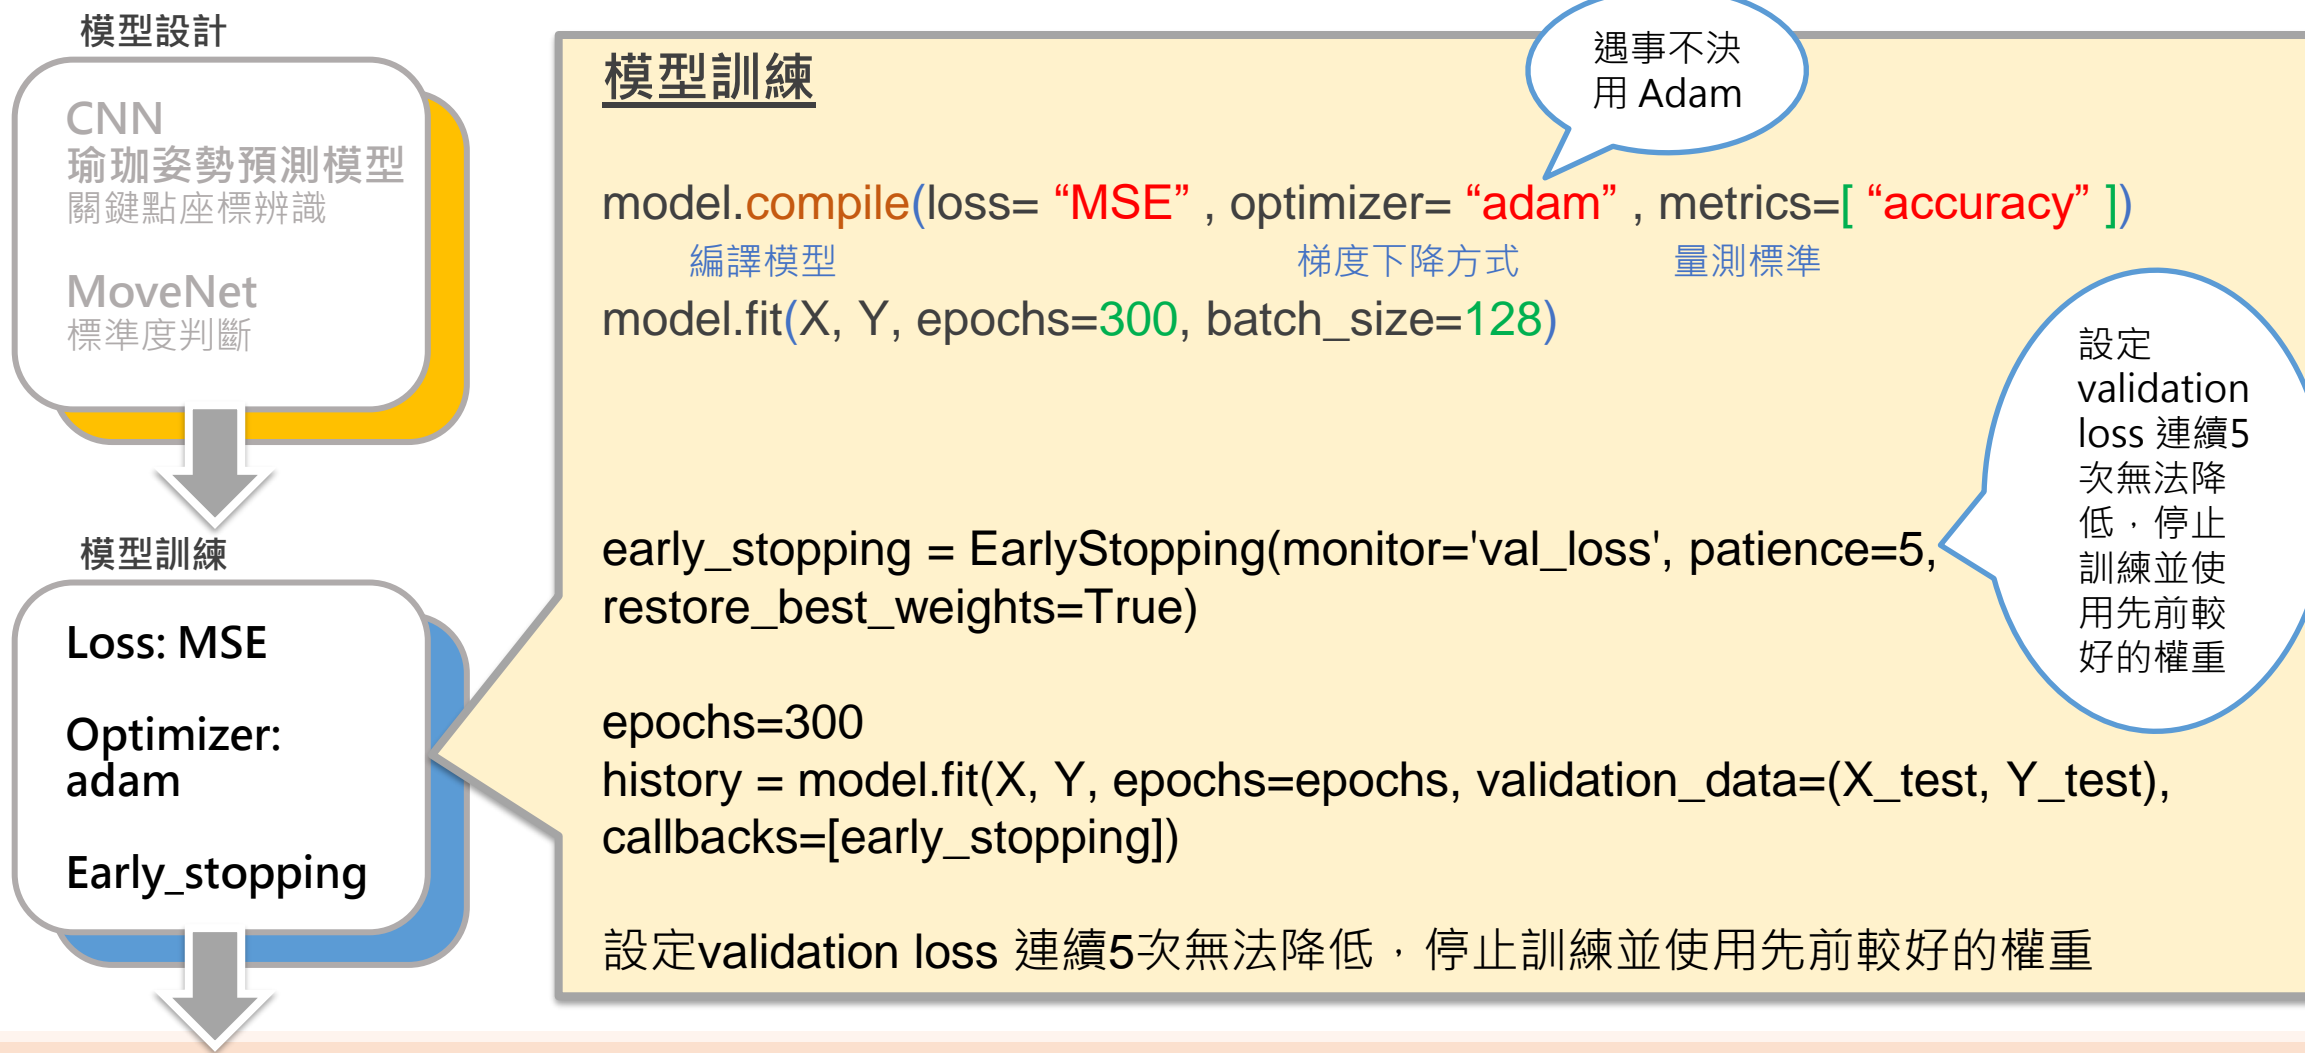 模型設計
CNN
瑜珈姿勢預測模型
關鍵點座標辨識
MoveNet
標準度判斷
模型訓練
Loss: MSE
Optimizer:
adam
Early_stopping
模型訓練
遇事不決
用 Adam
model.compile(loss= “MSE” , optimizer= “adam” , metrics=[ “accuracy” ])
編譯模型 梯度下降方式 量測標準
model.fit(X, Y, epochs=300, batch_size=128)
early_stopping = EarlyStopping(monitor='val_loss', patience=5,
restore_best_weights=True)
設定
validation
loss 連續5
次無法降
低，停止
訓練並使
用先前較
好的權重
epochs=300
history = model.fit(X, Y, epochs=epochs, validation_data=(X_test, Y_test),
callbacks=[early_stopping])
設定validation loss 連續5次無法降低，停止訓練並使用先前較好的權重